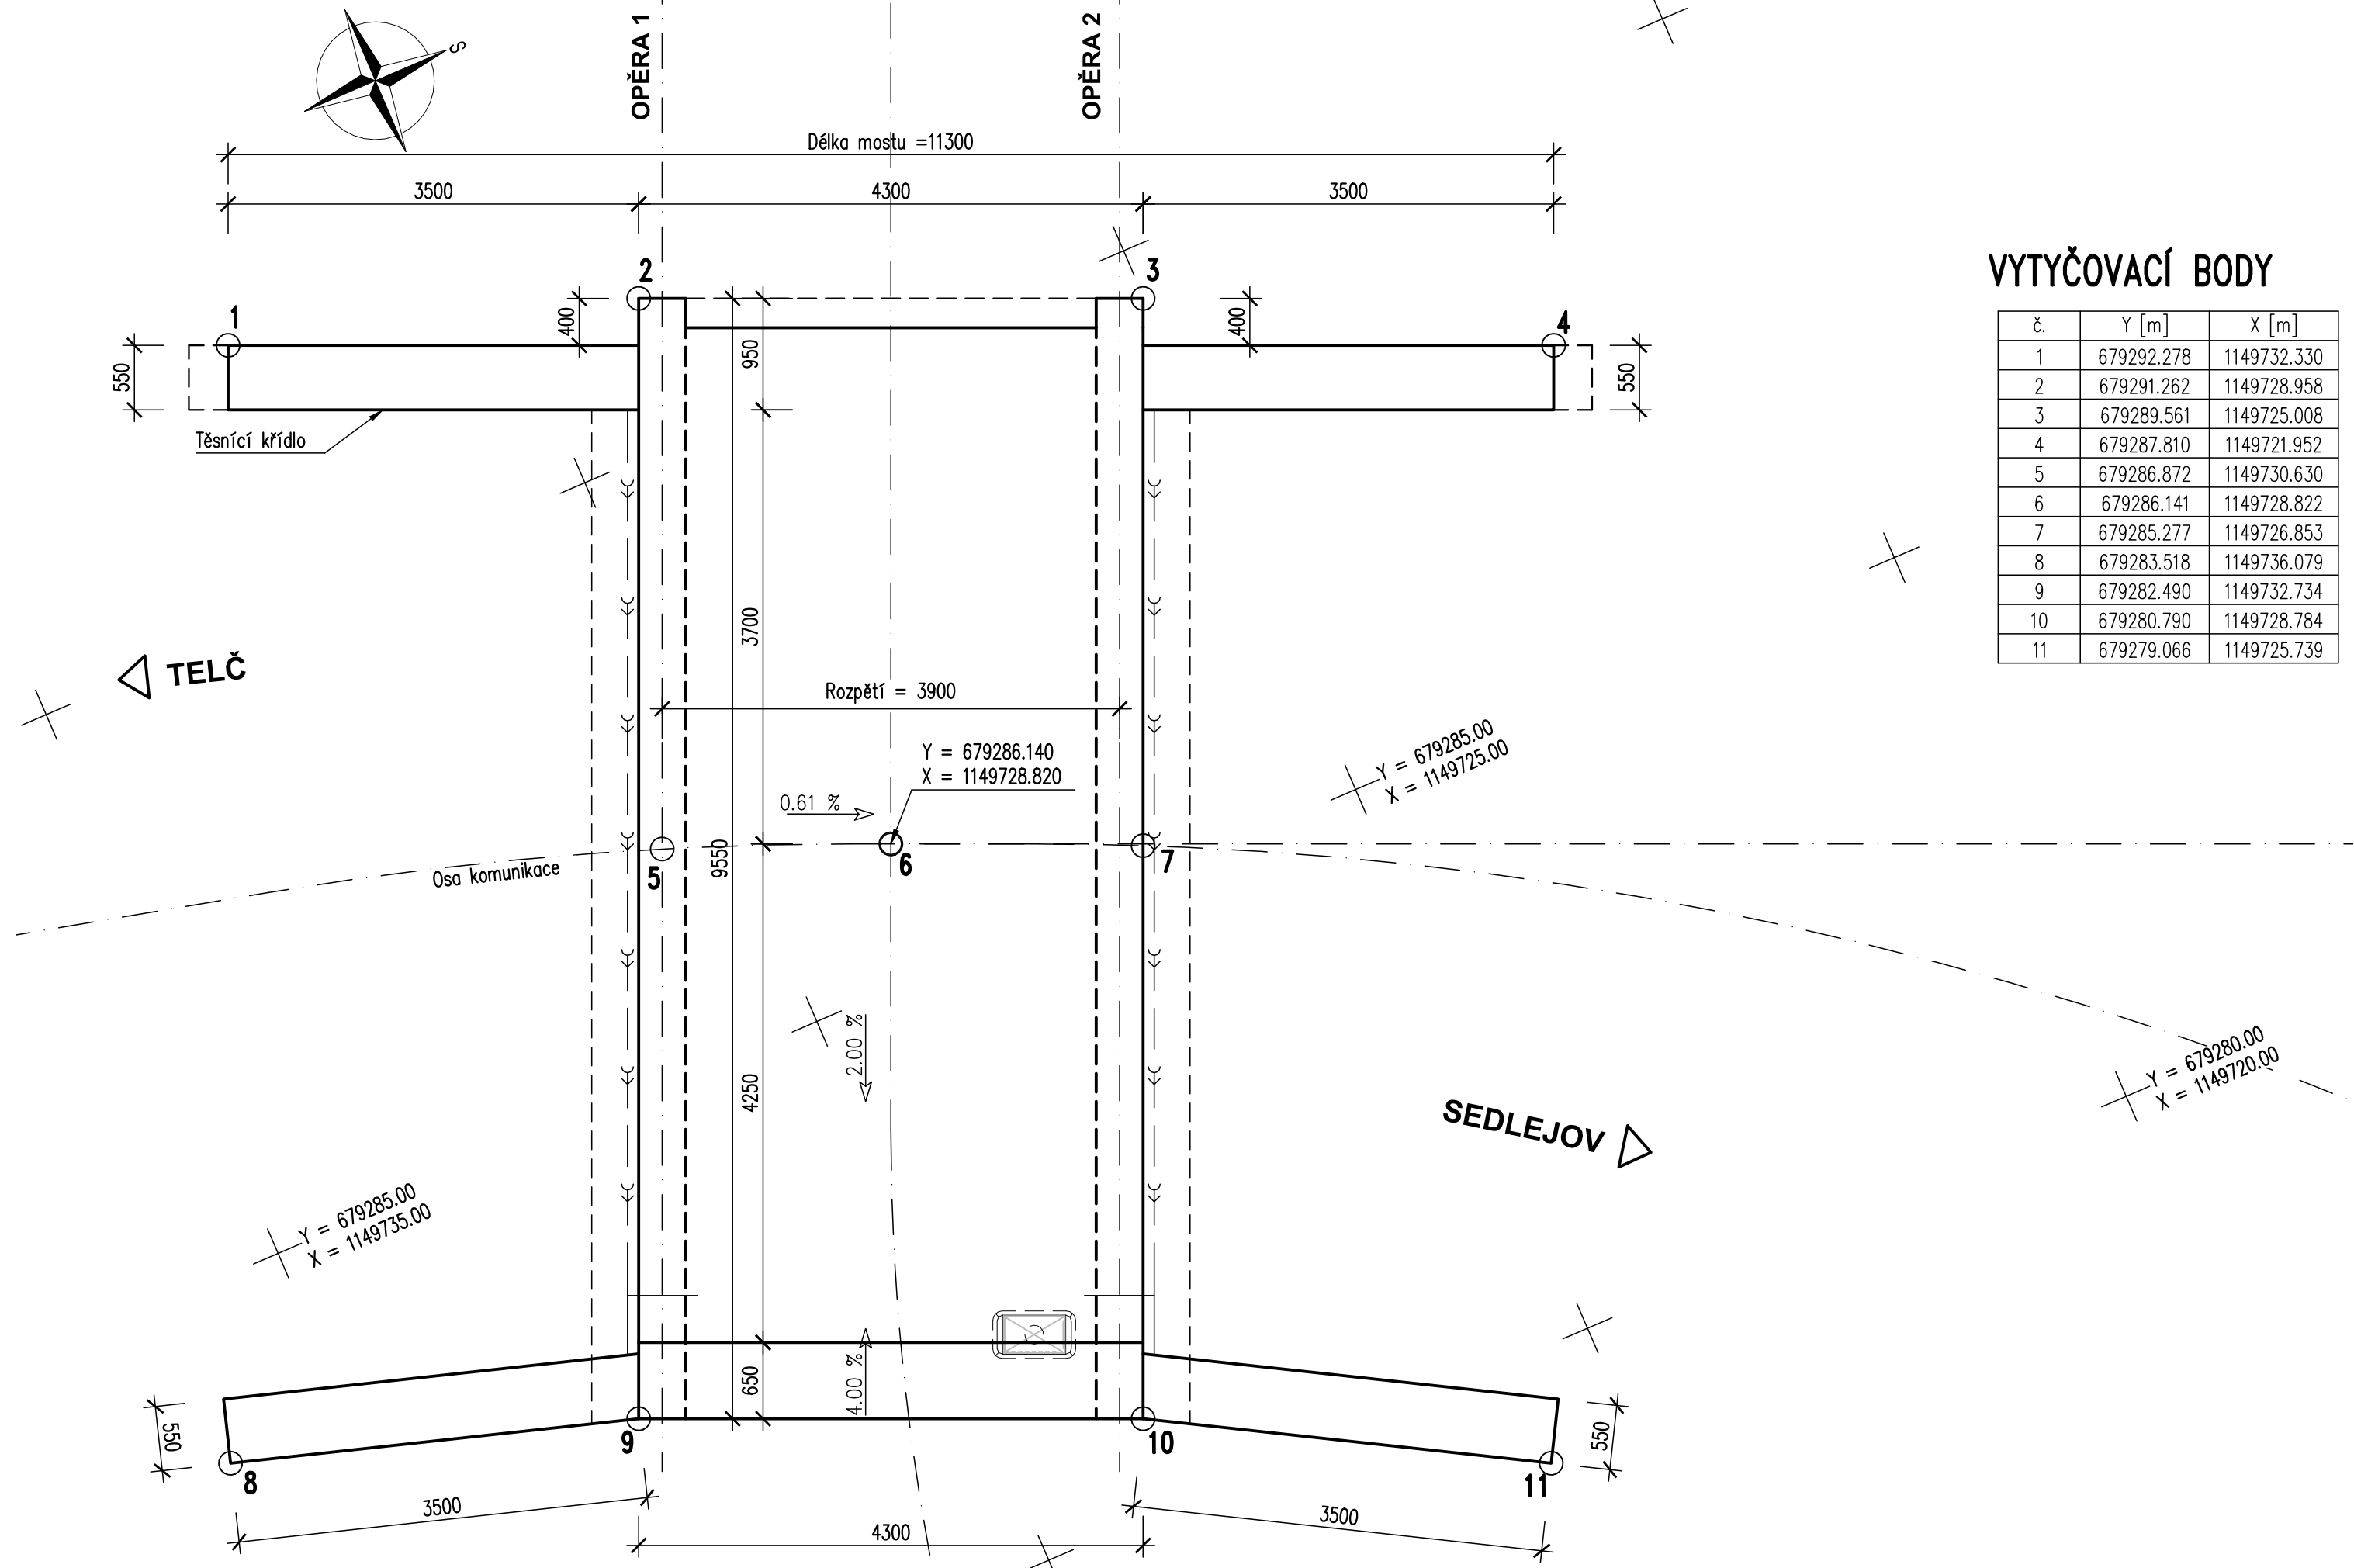 S
OPĚRA 1
OPĚRA 2
Délka mostu =11300
3500
4300
3500
1
2
3
4
400
400
550
550
950
Těsnící křídlo
VYTYČOVACÍ BODY
č. Y [m] X [m]
1 679292.278 1149732.330
2 679291.262 1149728.958
3 679289.561 1149725.008
4 679287.810 1149721.952
5 679286.872 1149730.630
6 679286.141 1149728.822
7 679285.277 1149726.853
8 679283.518 1149736.079
9 679282.490 1149732.734
10 679280.790 1149728.784
11 679279.066 1149725.739
3700
TELČ
Rozpětí = 3900
Y = 679286.140
X = 1149728.820
Y = 679285.00
X = 1149725.00
0.61 %
9550
5
6
7
Osa komunikace
2.00 %
4250
SEDLEJOV
Y = 679280.00
X = 1149720.00
Y = 679285.00
X = 1149735.00
650
4.00 %
550
550
8
9
10
11
3500
4300
3500